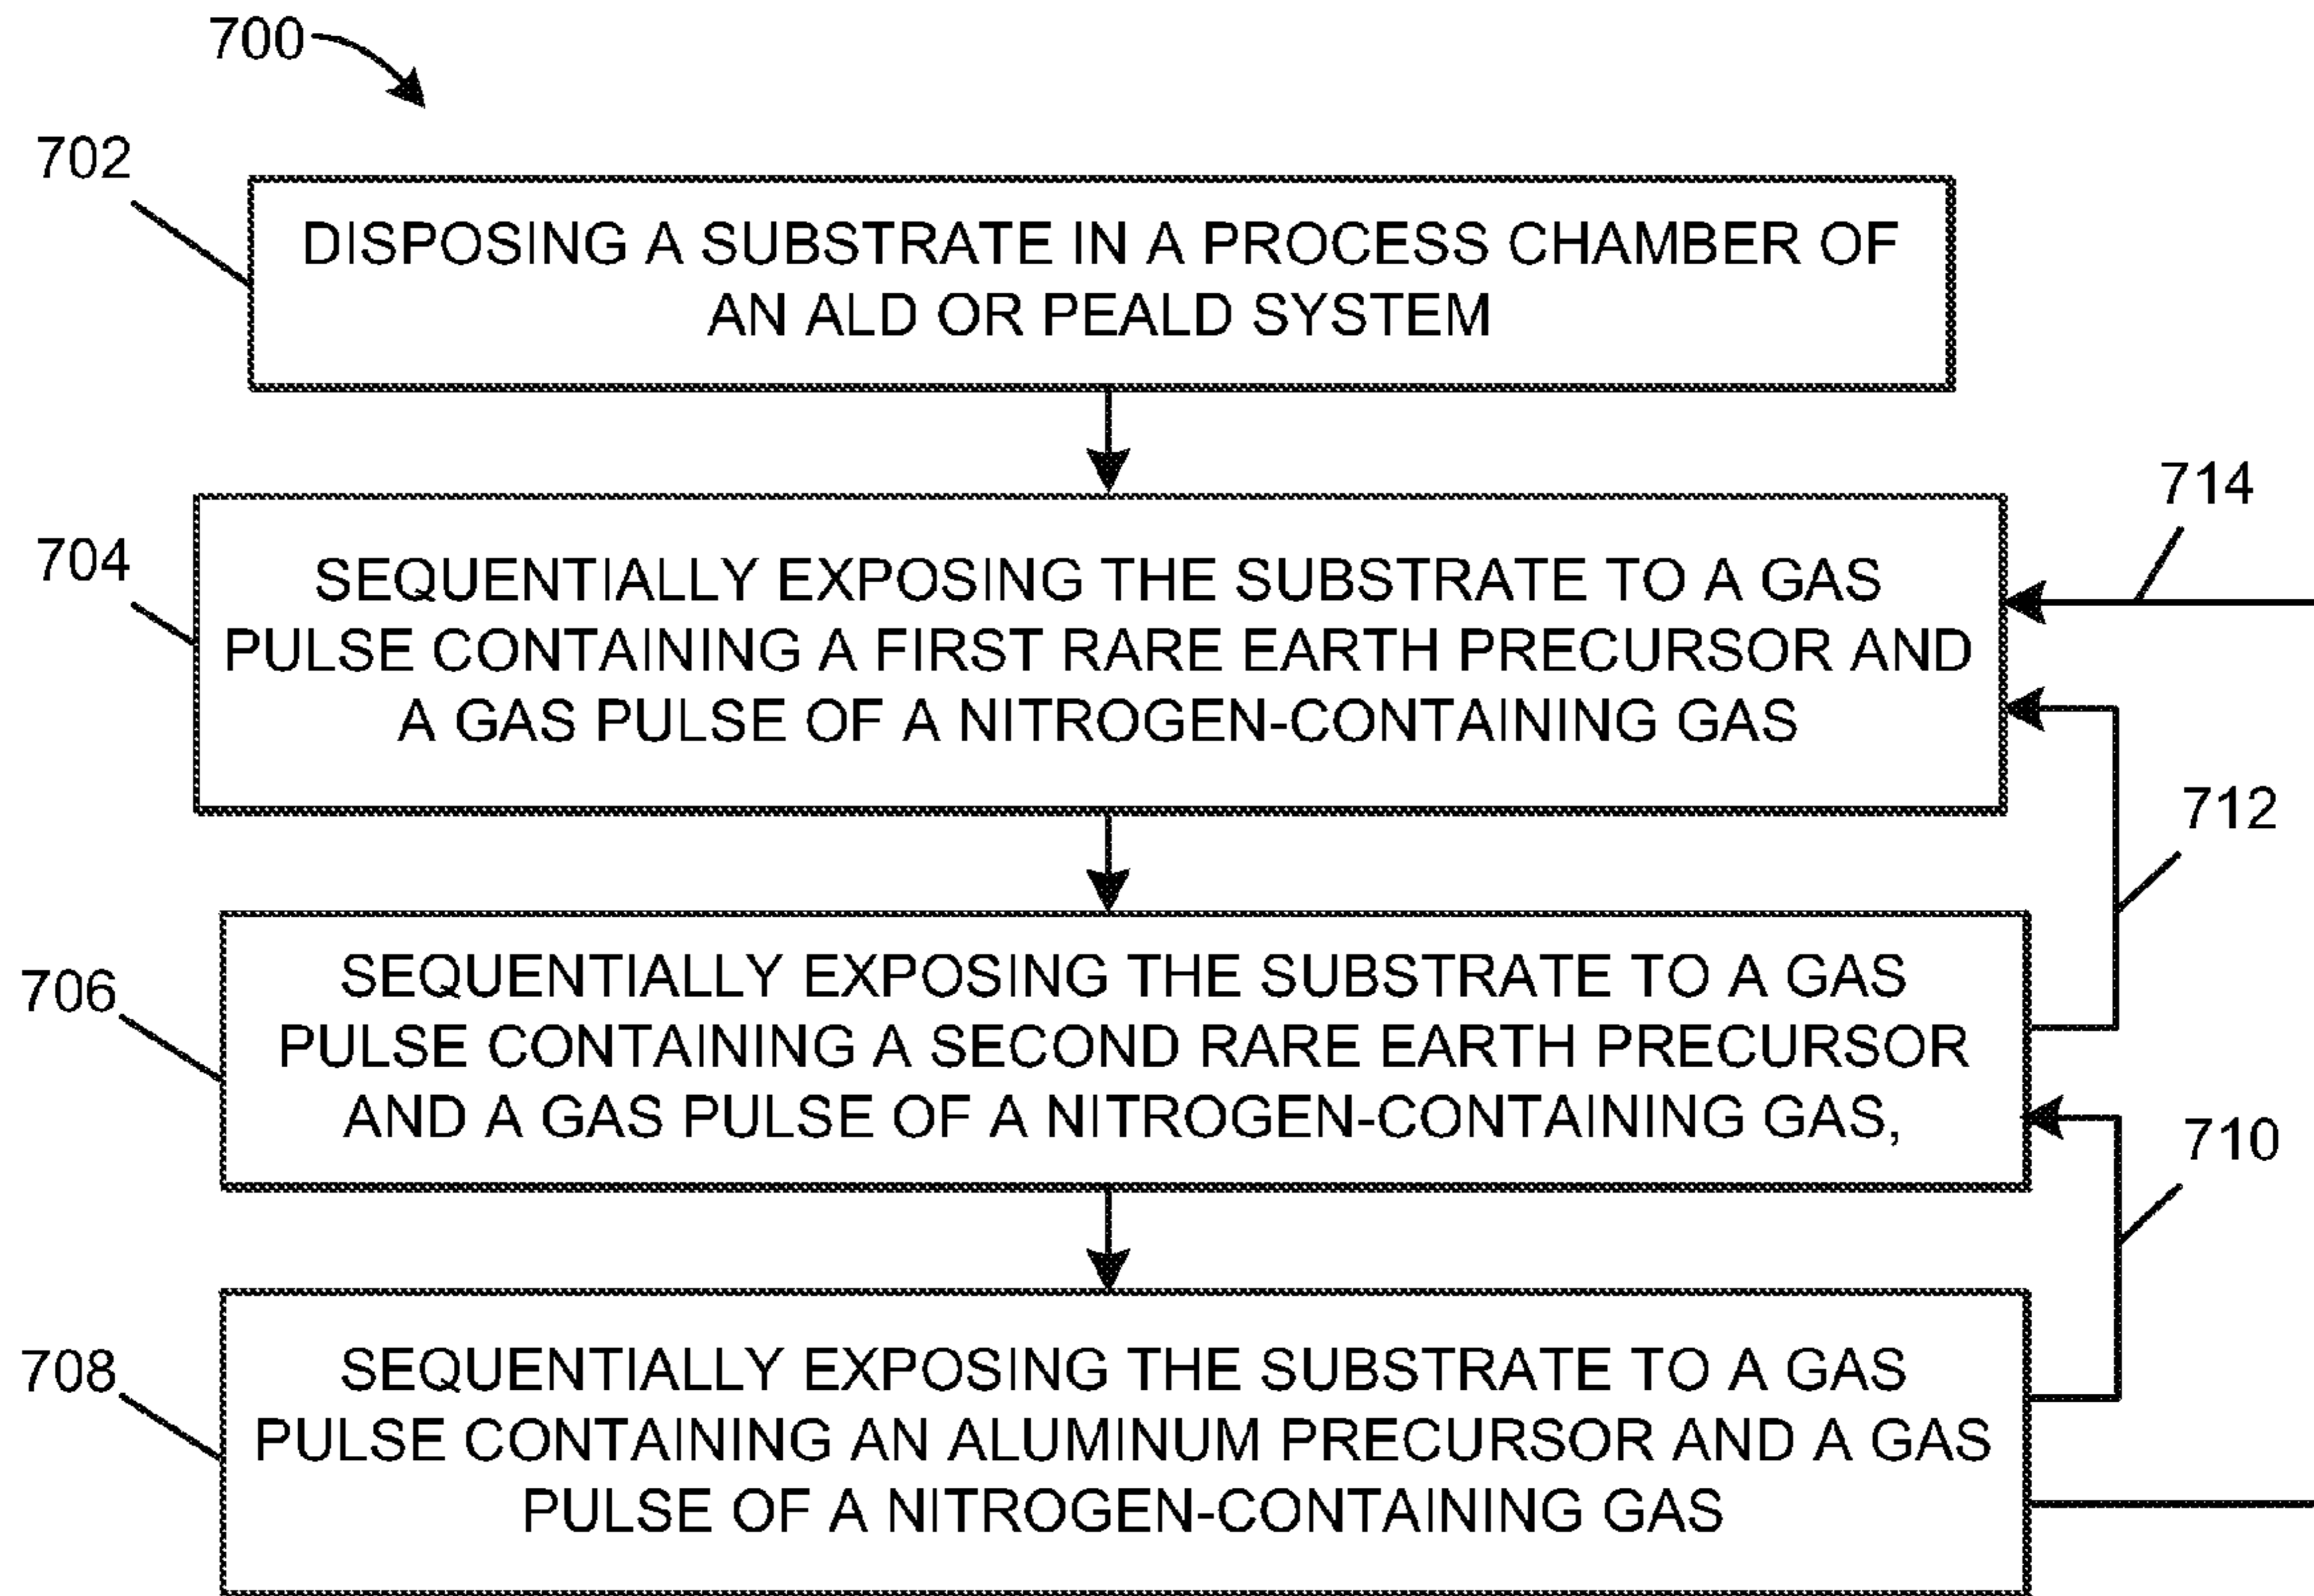 700
702
DISPOSING A SUBSTRATE IN A PROCESS CHAMBER OF
AN ALD OR PEALD SYSTEM
714
704
SEQUENTIALLY EXPOSING THE SUBSTRATE TO A GAS
PULSE CONTAINING A FIRST RARE EARTH PRECURSOR AND
A GAS PULSE OF A NITROGEN-CONTAINING GAS
712
706
SEQUENTIALLY EXPOSING THE SUBSTRATE TO A GAS
PULSE CONTAINING A SECOND RARE EARTH PRECURSOR
AND A GAS PULSE OF A NITROGEN-CONTAINING GAS,
710
708
SEQUENTIALLY EXPOSING THE SUBSTRATE TO A GAS
PULSE CONTAINING AN ALUMINUM PRECURSOR AND A GAS
PULSE OF A NITROGEN-CONTAINING GAS